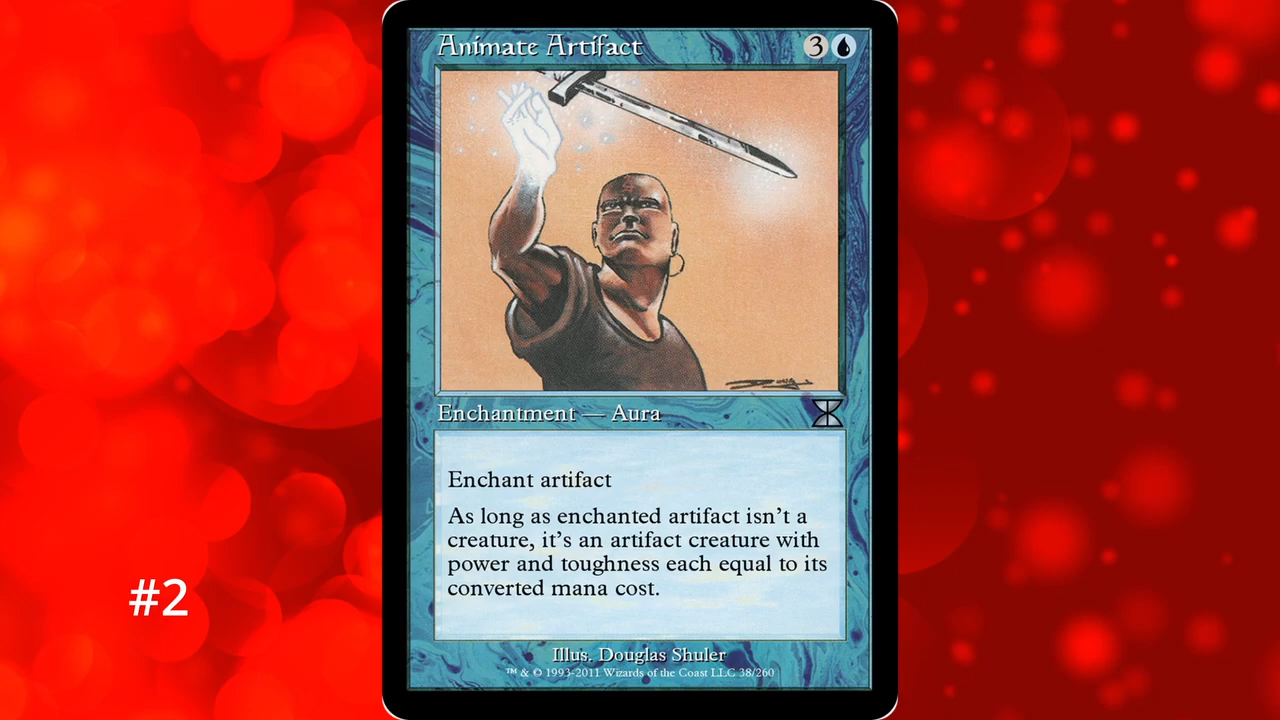 Animate Artifact 3
Enchantment — Aura
Enchant artifact
As long as enchanted artifact isn't a
creature, it's an artifact creature with
power and toughness each equal to its
converted mana cost.
#2
Illus. Douglas Shuler
™ & © 1993-2011 Wizards of the Coast LLC 38/260